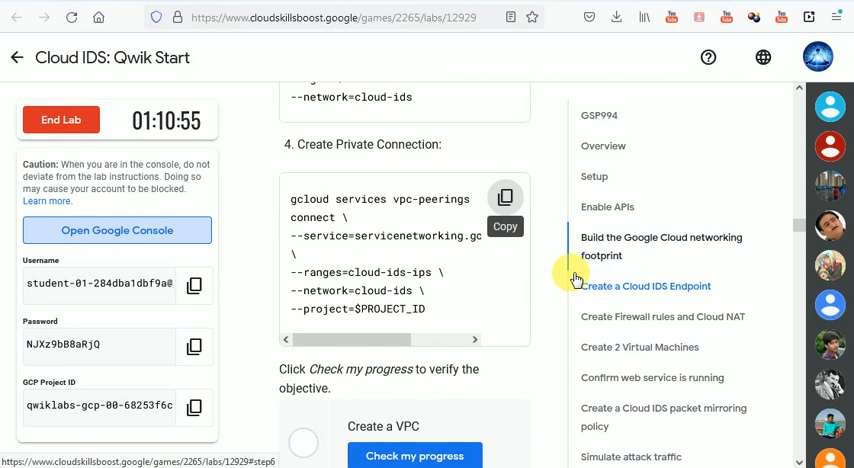 https://www.cloudskillsboost.google/games/2265/labs/12929
Cloud IDS: Qwik Start
End Lab
01:10:55
Caution: When you are in the console, do not
deviate from the lab instructions. Doing so
may cause your account to be blocked.
Learn more.
Open Google Console
Username
student-01-284dba1dbf9a@
Password
NJXz9bB8aRjQ
GCP Project ID
qwiklabs-gcp-00-68253f6c
--network=cloud-ids
4. Create Private Connection:
gcloud services vpc-peerings
connect \
--service=servicenetworking.go
\
--ranges=cloud-ids-ips \
--network=cloud-ids \
--project=$PROJECT_ID
Copy
Click Check my progress to verify the
objective.
Create a VPC
Check my progress
GSP994
Overview
Setup
Enable APIs
Build the Google Cloud networking
footprint
Create a Cloud IDS Endpoint
Create Firewall rules and Cloud NAT
Create 2 Virtual Machines
Confirm web service is running
Create a Cloud IDS packet mirroring
policy
Simulate attack traffic
https://www.cloudskillsboost.google/games/2265/labs/12929#step6